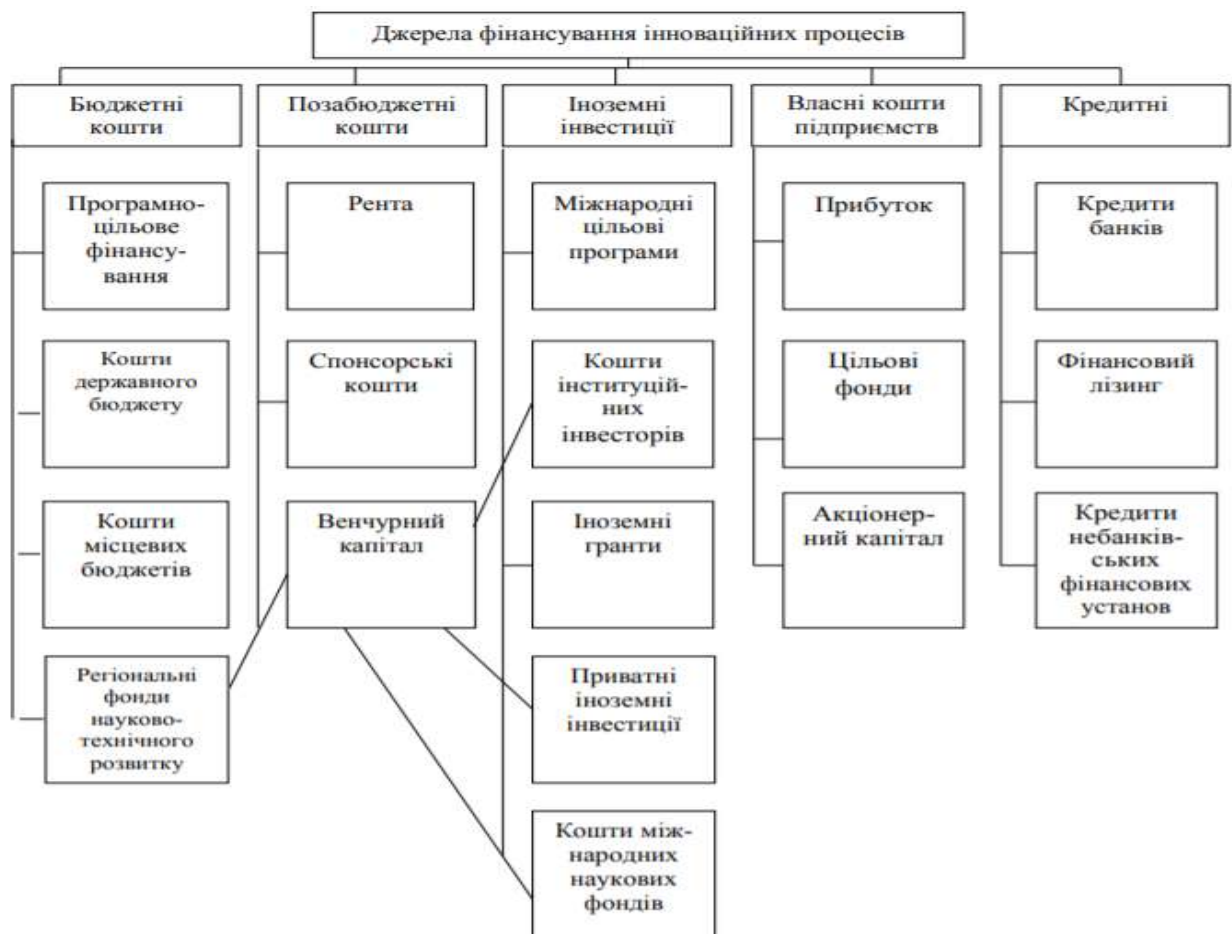 Джерела фінансування інноваційних процесів
Бюджетні
кошти
Позабюджетні
кошти
Іноземні
інвестиції
Власні кошти
підприємств
Кредитні
Програмно-
цільове
фінансу-
вання
Рента
Міжнародні
цільові
програми
Прибуток
Кредити
банків
Кошти
державного
бюджету
Спонсорські
кошти
Кошти
інституцій-
них
інвесторів
Цільові
фонди
Фінансовий
лізинг
Кошти
місцевих
бюджетів
Венчурний
капітал
Іноземні
гранти
Акціонер-
ний капітал
Кредити
небанків-
ських
фінансових
установ
Регіональні
фонди
науково-
технічного
розвитку
Приватні
іноземні
інвестиції
Кошти між-
народних
наукових
фондів